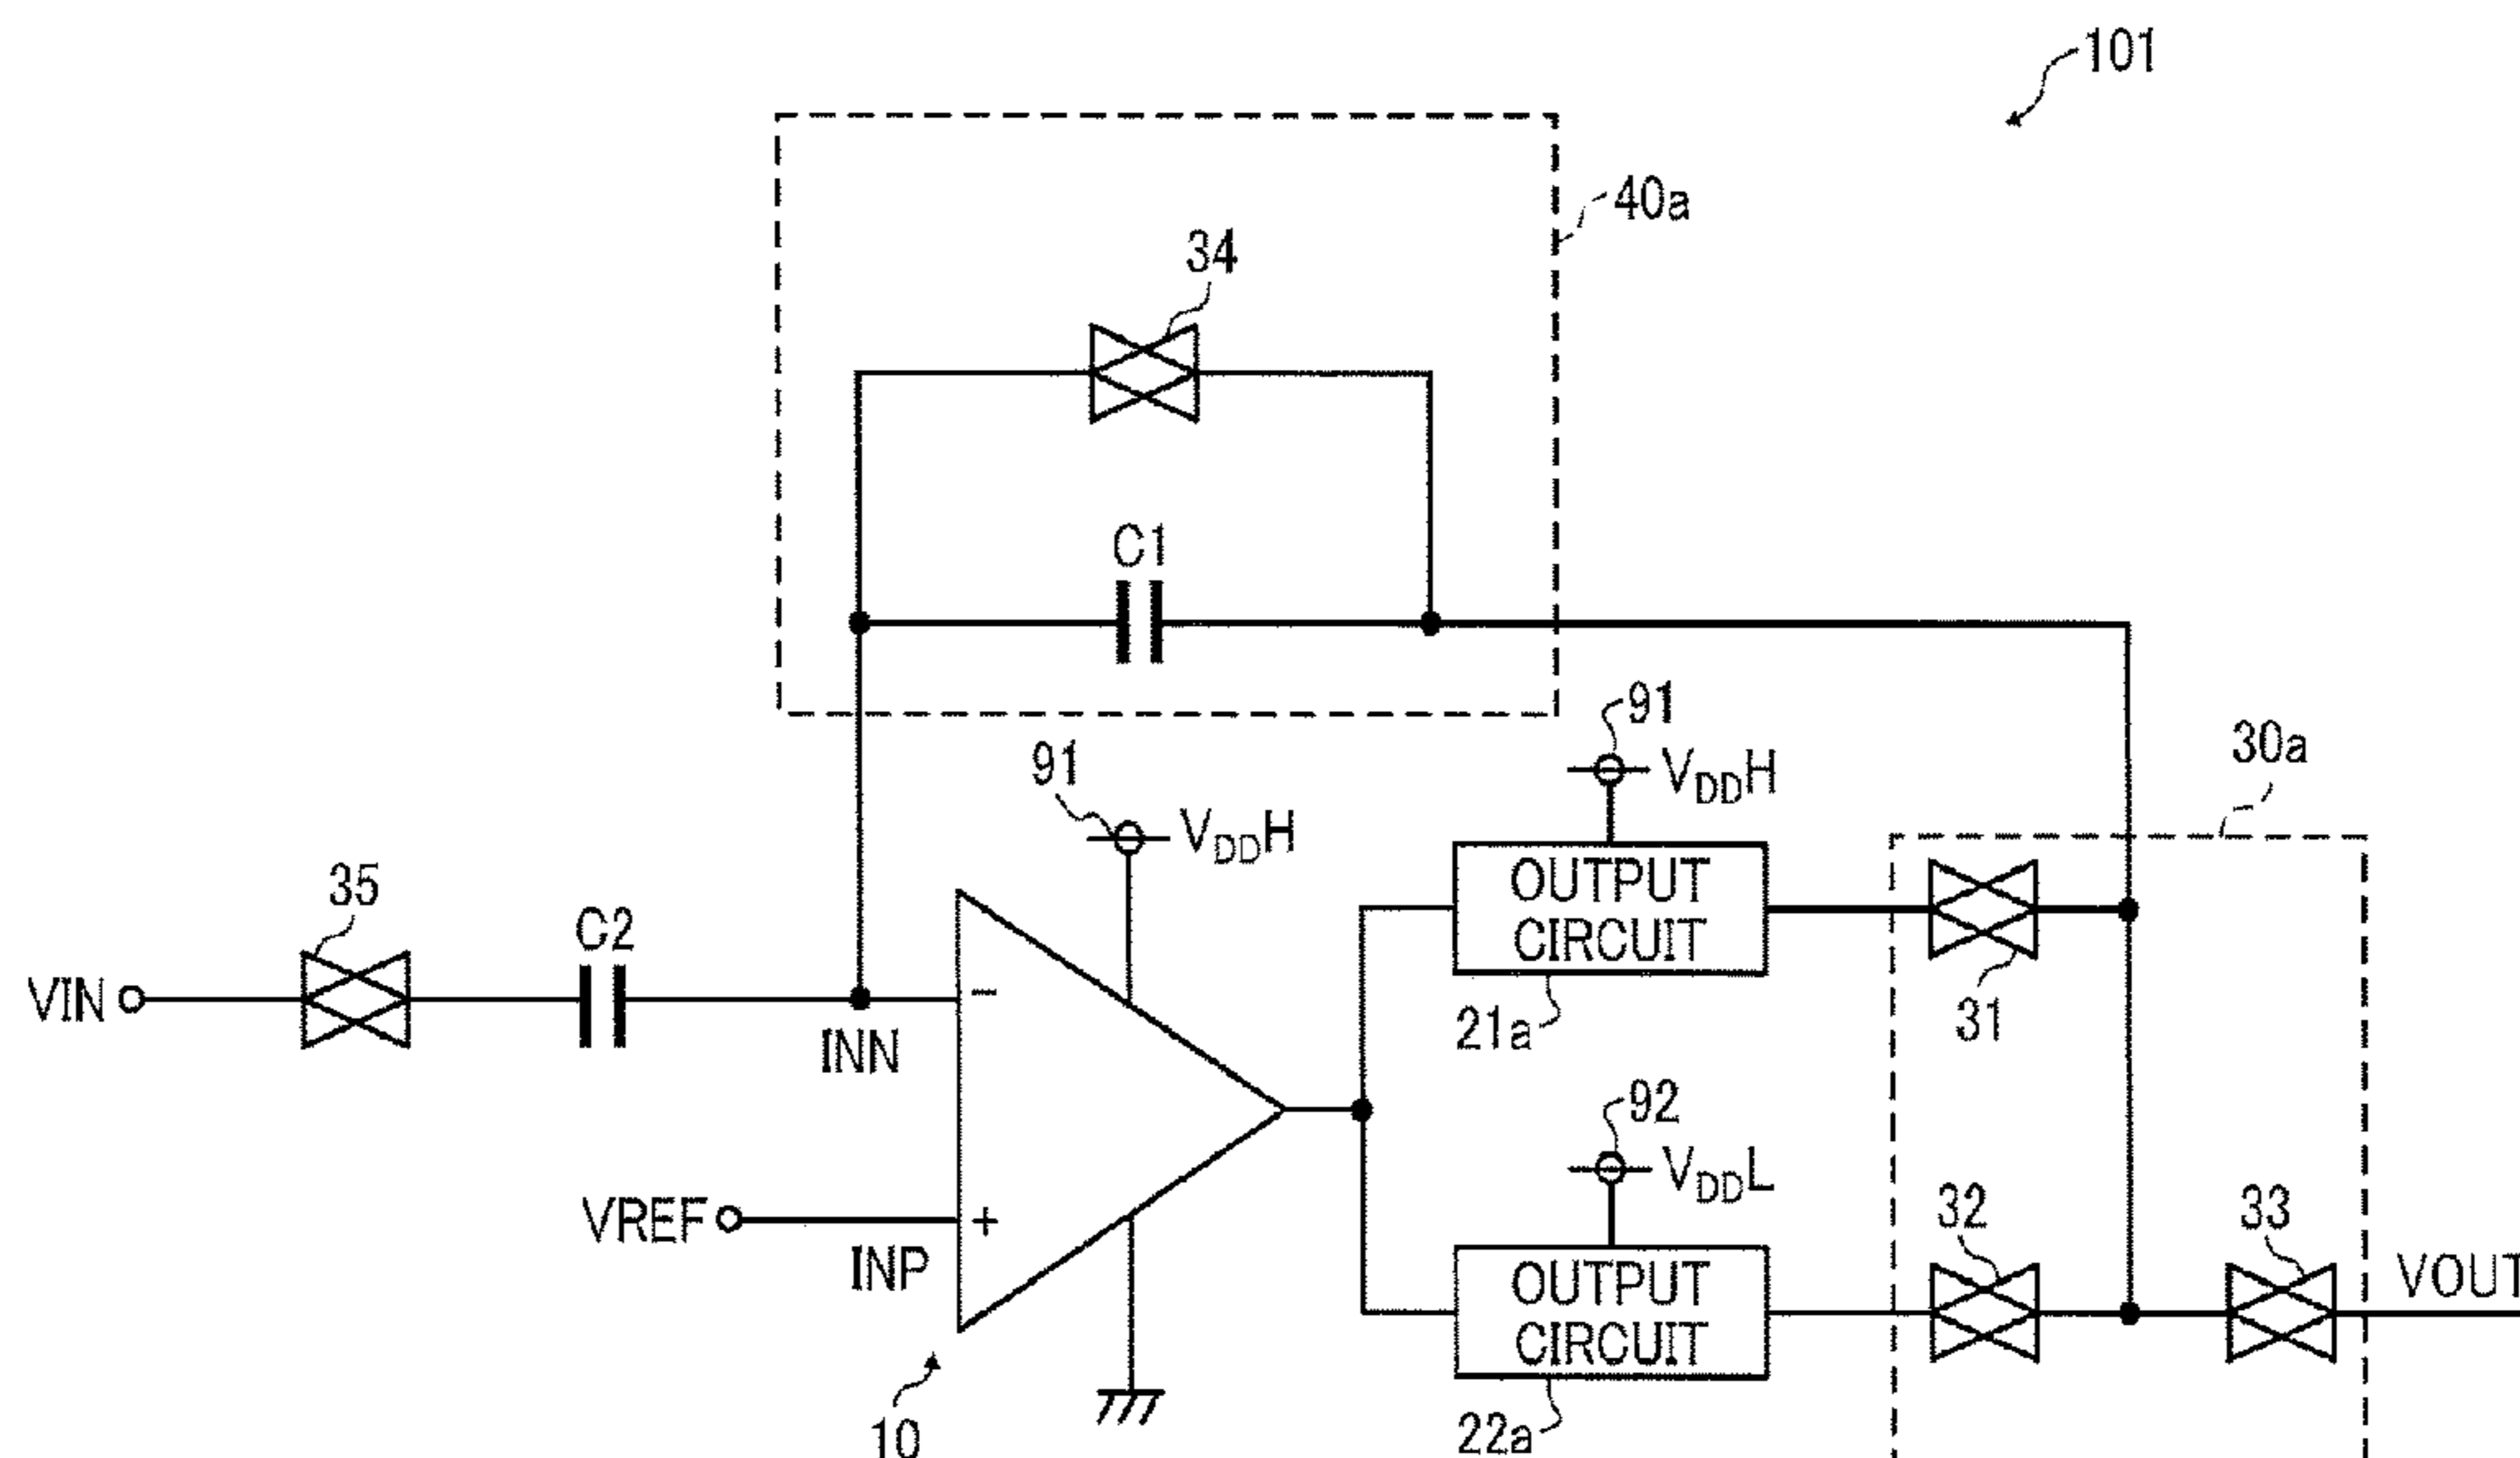 101
40a
34
C1
91
VDDH
30a
91
VDDH
35
C2
OUTPUT
CIRCUIT
VIN
−
INN
21a
31
92
VDDL
VREF
+
INP
32
33
OUTPUT
CIRCUIT
VOUT
10
22a